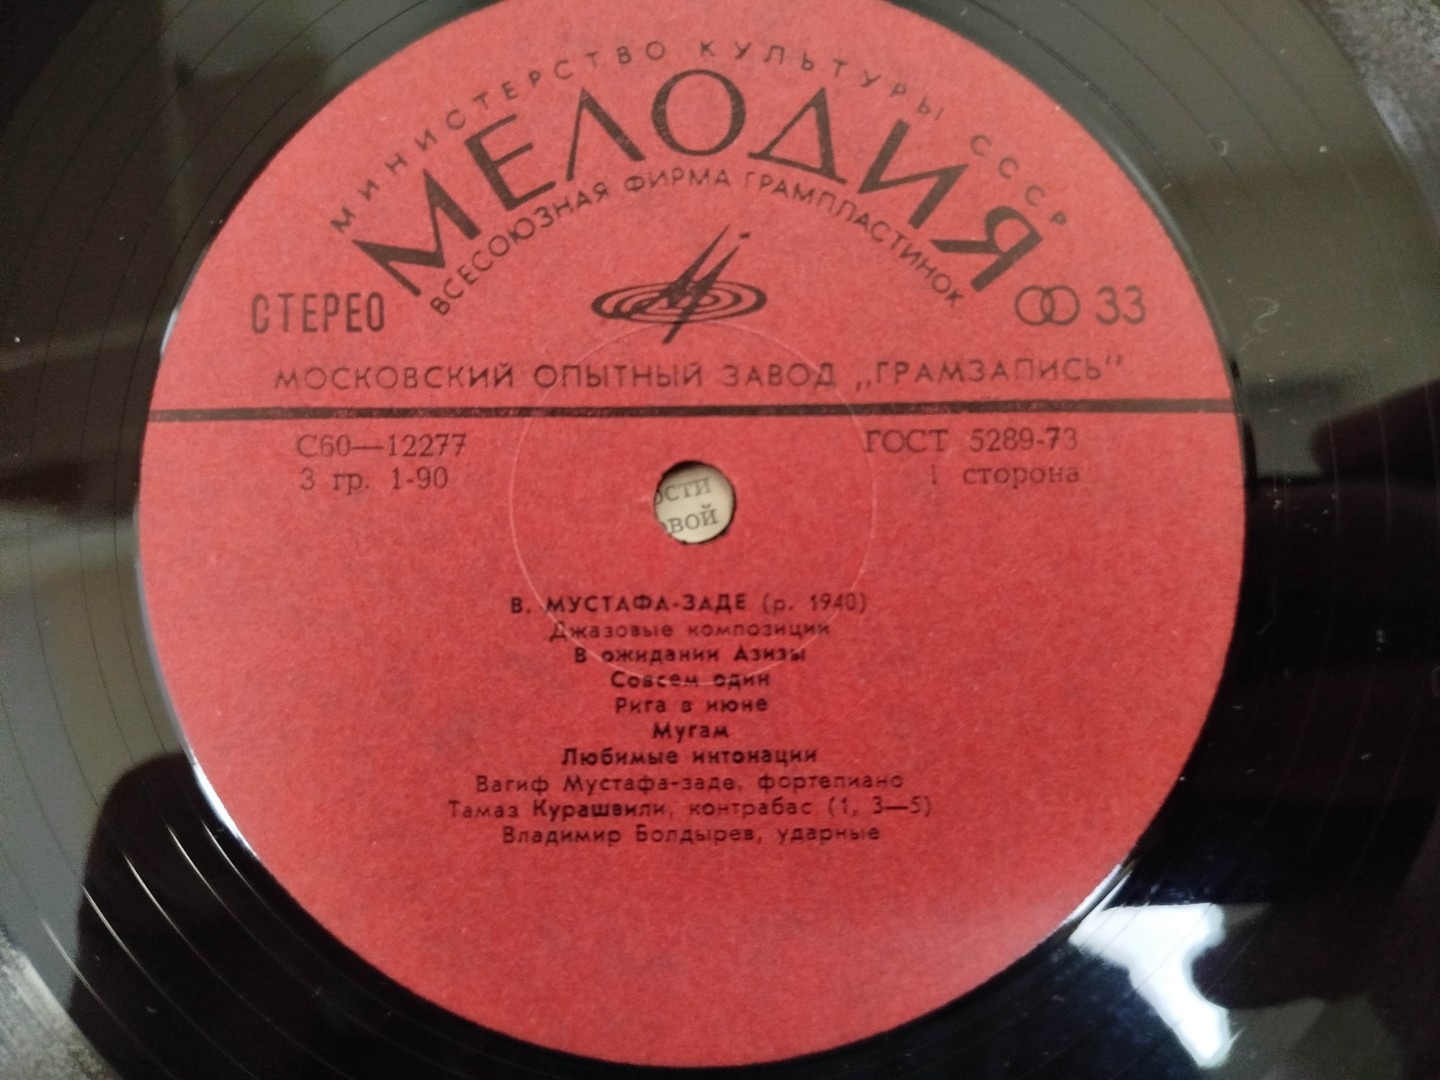 МИНИСТЕРСТВО КУЛЬТУРЫ СССР
МЕЛОДИЯ
ВСЕСОЮЗНАЯ ФИРМА ГРАМПЛАСТИНОК
СТЕРЕО
33
МОСКОВСКИЙ ОПЫТНЫЙ ЗАВОД „ГРАМЗАПИСЬ“
С60—12277
ГОСТ 5289-73
3 гр. 1-90
1 сторона
ости
вой
В. МУСТАФА-ЗАДЕ (р. 1940)
Джазовые композиции
В ожидании Азизы
Совсем один
Рига в июне
Мугам
Любимые интонации
Вагиф Мустафа-заде, фортепиано
Тамаз Курашвили, контрабас (1, 3—5)
Владимир Болдырев, ударные